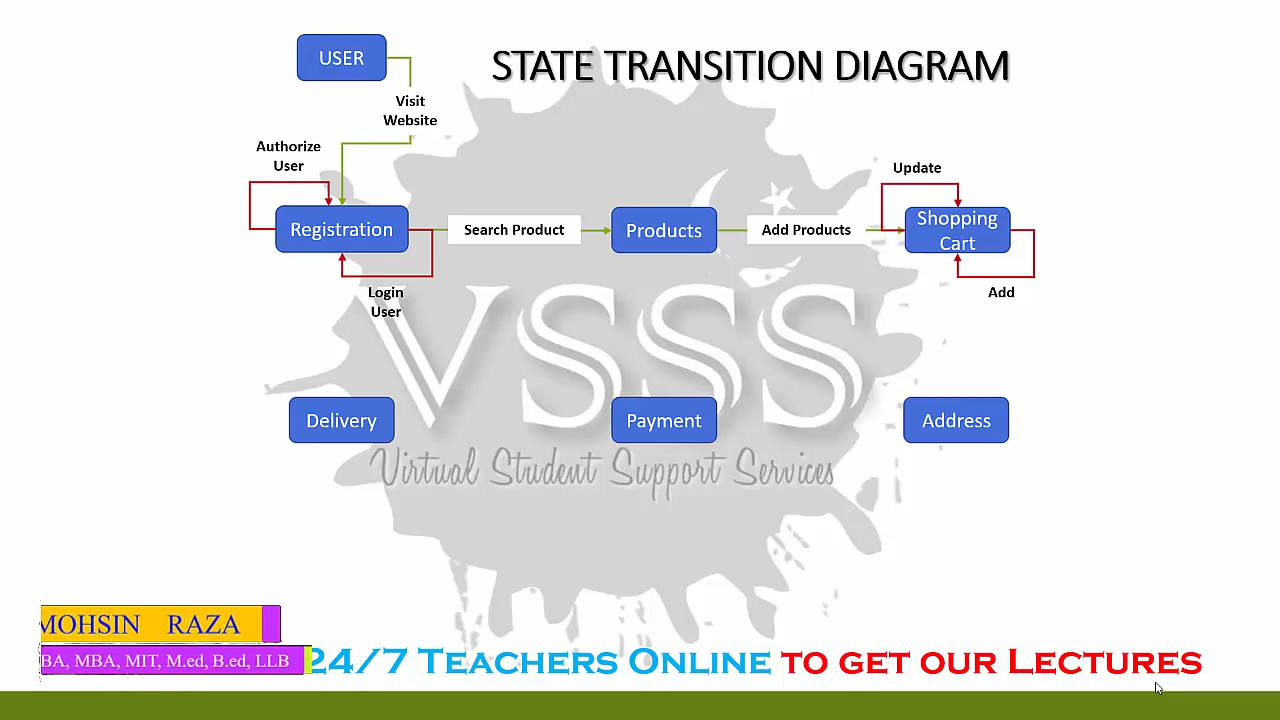 USER
STATE TRANSITION DIAGRAM
Visit
Website
Authorize
User
Update
Registration
Search Product
Products
Add Products
Shopping
Cart
Login
User
Add
VSSS
Delivery
Payment
Address
Virtual Student Support Services
MOHSIN RAZA
BA, MBA, MIT, M.ed, B.ed, LLB
24/7 TEACHERS ONLINE TO GET OUR LECTURES